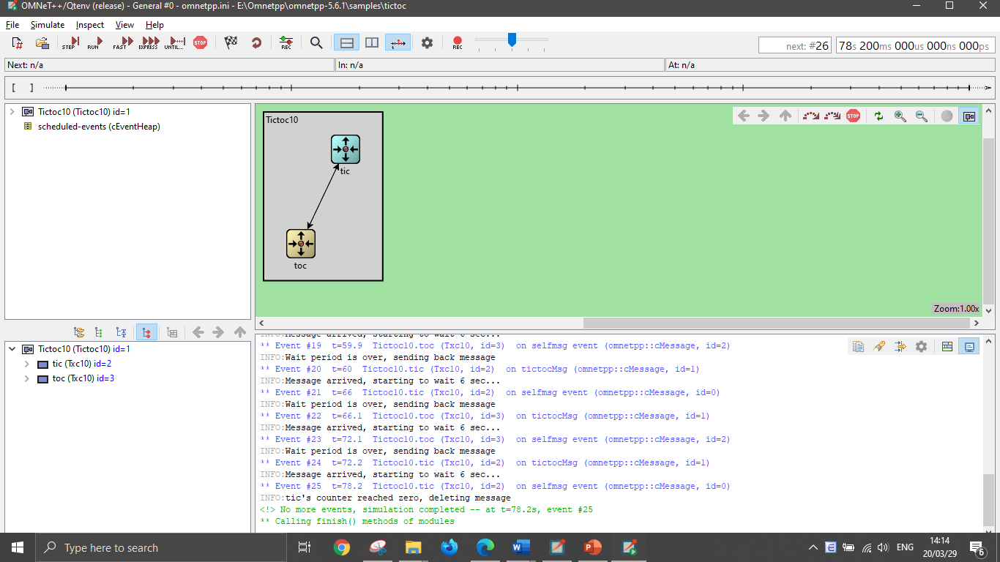 OMNeT++/Qtenv (release) - General #0 - omnetpp.ini - E:\Omnetpp\omnetpp-5.6.1\samples\tictoc
File Simulate Inspect View Help
STEP RUN FAST EXPRESS UNTIL... STOP REC REC
next: #26 78s 200ms 000us 000ns 000ps
Next: n/a In: n/a At: n/a
Tictoc10 (Tictoc10) id=1
scheduled-events (cEventHeap)
Tictoc10
STOP
tic
toc
Zoom:1.00x
Tictoc10 (Tictoc10) id=1
tic (Txc10) id=2
toc (Txc10) id=3
INFO:Message arrived, starting to wait 6 sec...
** Event #19 t=59.9 Tictoc10.toc (Txc10, id=3) on selfmsg event (omnetpp::cMessage, id=2)
INFO:Wait period is over, sending back message
** Event #20 t=60 Tictoc10.tic (Txc10, id=2) on tictocMsg (omnetpp::cMessage, id=1)
INFO:Message arrived, starting to wait 6 sec...
** Event #21 t=66 Tictoc10.tic (Txc10, id=2) on selfmsg event (omnetpp::cMessage, id=0)
INFO:Wait period is over, sending back message
** Event #22 t=66.1 Tictoc10.toc (Txc10, id=3) on tictocMsg (omnetpp::cMessage, id=1)
INFO:Message arrived, starting to wait 6 sec...
** Event #23 t=72.1 Tictoc10.toc (Txc10, id=3) on selfmsg event (omnetpp::cMessage, id=2)
INFO:Wait period is over, sending back message
** Event #24 t=72.2 Tictoc10.tic (Txc10, id=2) on tictocMsg (omnetpp::cMessage, id=1)
INFO:Message arrived, starting to wait 6 sec...
** Event #25 t=78.2 Tictoc10.tic (Txc10, id=2) on selfmsg event (omnetpp::cMessage, id=0)
INFO:tic's counter reached zero, deleting message
<!> No more events, simulation completed -- at t=78.2s, event #25
** Calling finish() methods of modules
Type here to search
ENG
14:14
20/03/29
6